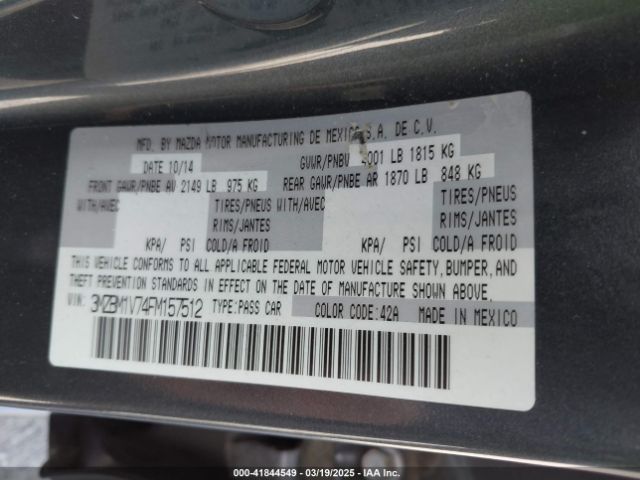 MFD. BY MAZDA MOTOR MANUFACTURING DE MEXICO S.A. DE C.V.
DATE 10/14 GVWR/PNBV 4001 LB 1815 KG
FRONT GAWR/PNBE AV 2149 LB 975 KG REAR GAWR/PNBE AR 1870 LB 848 KG
WITH/AVEC TIRES/PNEUS WITH/AVEC TIRES/PNEUS
RIMS/JANTES RIMS/JANTES
KPA/ PSI COLD/A FROID KPA/ PSI COLD/A FROID
THIS VEHICLE CONFORMS TO ALL APPLICABLE FEDERAL MOTOR VEHICLE SAFETY, BUMPER, AND
THEFT PREVENTION STANDARDS IN EFFECT ON THE DATE OF MANUFACTURE SHOWN ABOVE.
VIN: 3MZBM1V74FM157512 TYPE: PASS CAR COLOR CODE: 42A MADE IN MEXICO
000-41844549 | 03/19/2025 | IAA Inc.